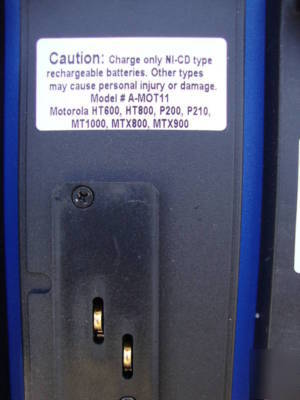 Caution: Charge only NI-CD type
rechargeable batteries. Other types
may cause personal injury or damage.
Model # A-MOT11
Motorola HT600, HT800, P200, P210,
MT1000, MTX800, MTX900